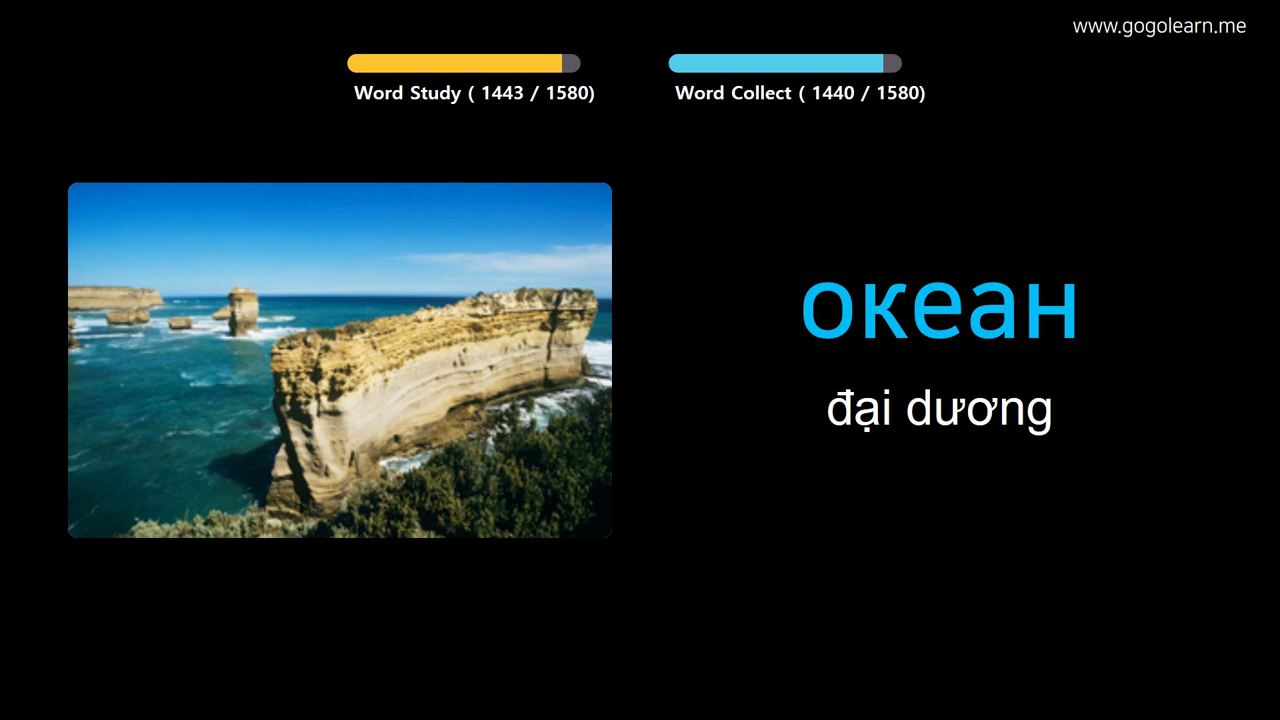 www.gogolearn.me
Word Study ( 1443 / 1580)
Word Collect ( 1440 / 1580)
океан
đại dương